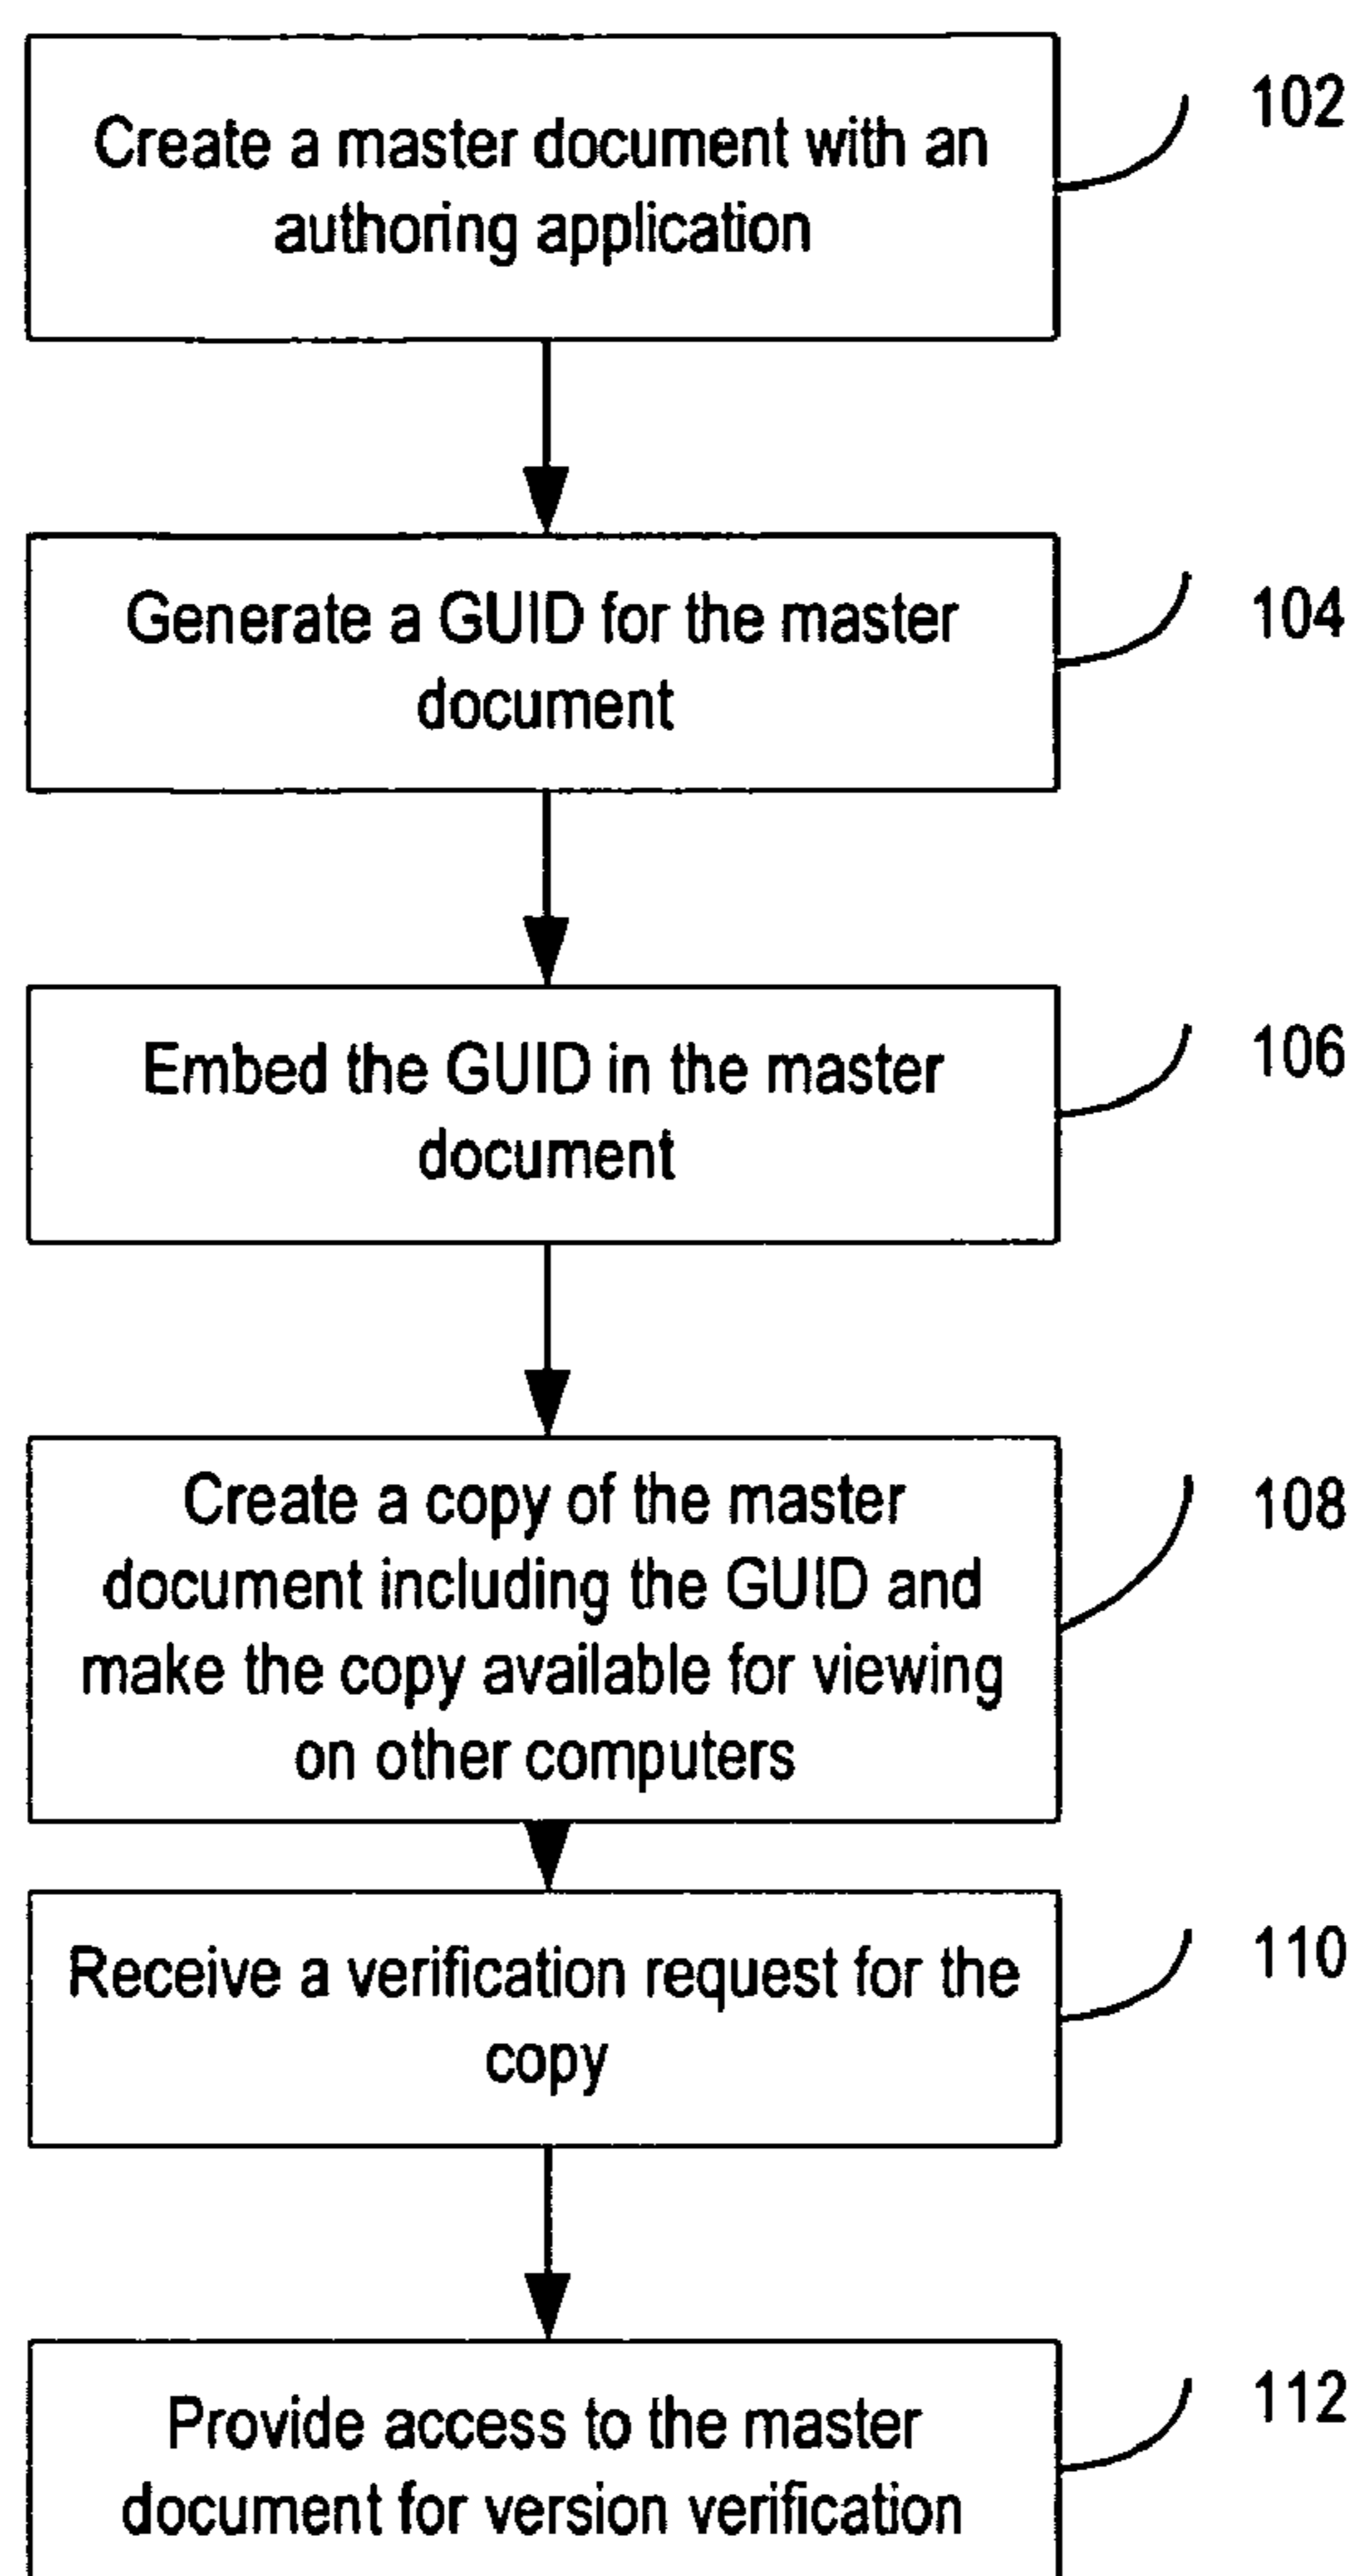 Create a master document with an
authoring application
102
Generate a GUID for the master
document
104
Embed the GUID in the master
document
106
Create a copy of the master
document including the GUID and
make the copy available for viewing
on other computers
108
Receive a verification request for the
copy
110
Provide access to the master
document for version verification
112